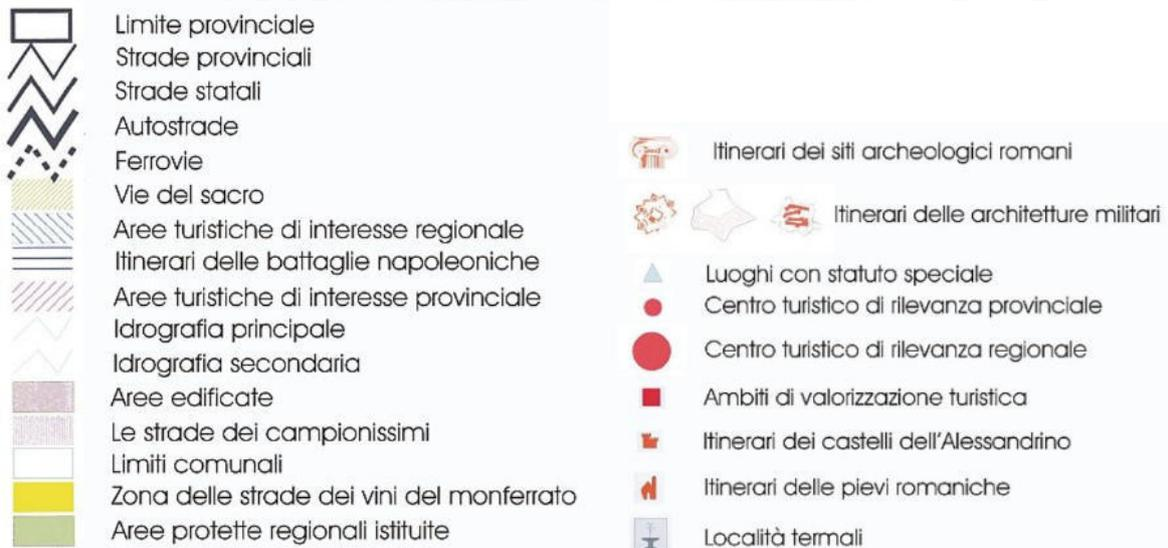 Limite provinciale
Strade provinciali
Strade statali
Autostrade
Ferrovie
Vie del sacro
Aree turistiche di interesse regionale
Itinerari delle battaglie napoleoniche
Aree turistiche di interesse provinciale
Idrografia principale
Idrografia secondaria
Aree edificate
Le strade dei campionissimi
Limiti comunali
Zona delle strade dei vini del monferrato
Aree protette regionali istituite
Itinerari dei siti archeologici romani
Itinerari delle architetture militari
Luoghi con statuto speciale
Centro turistico di rilevanza provinciale
Centro turistico di rilevanza regionale
Ambiti di valorizzazione turistica
Itinerari dei castelli dell'Alessandrino
Itinerari delle pievi romaniche
Località termali